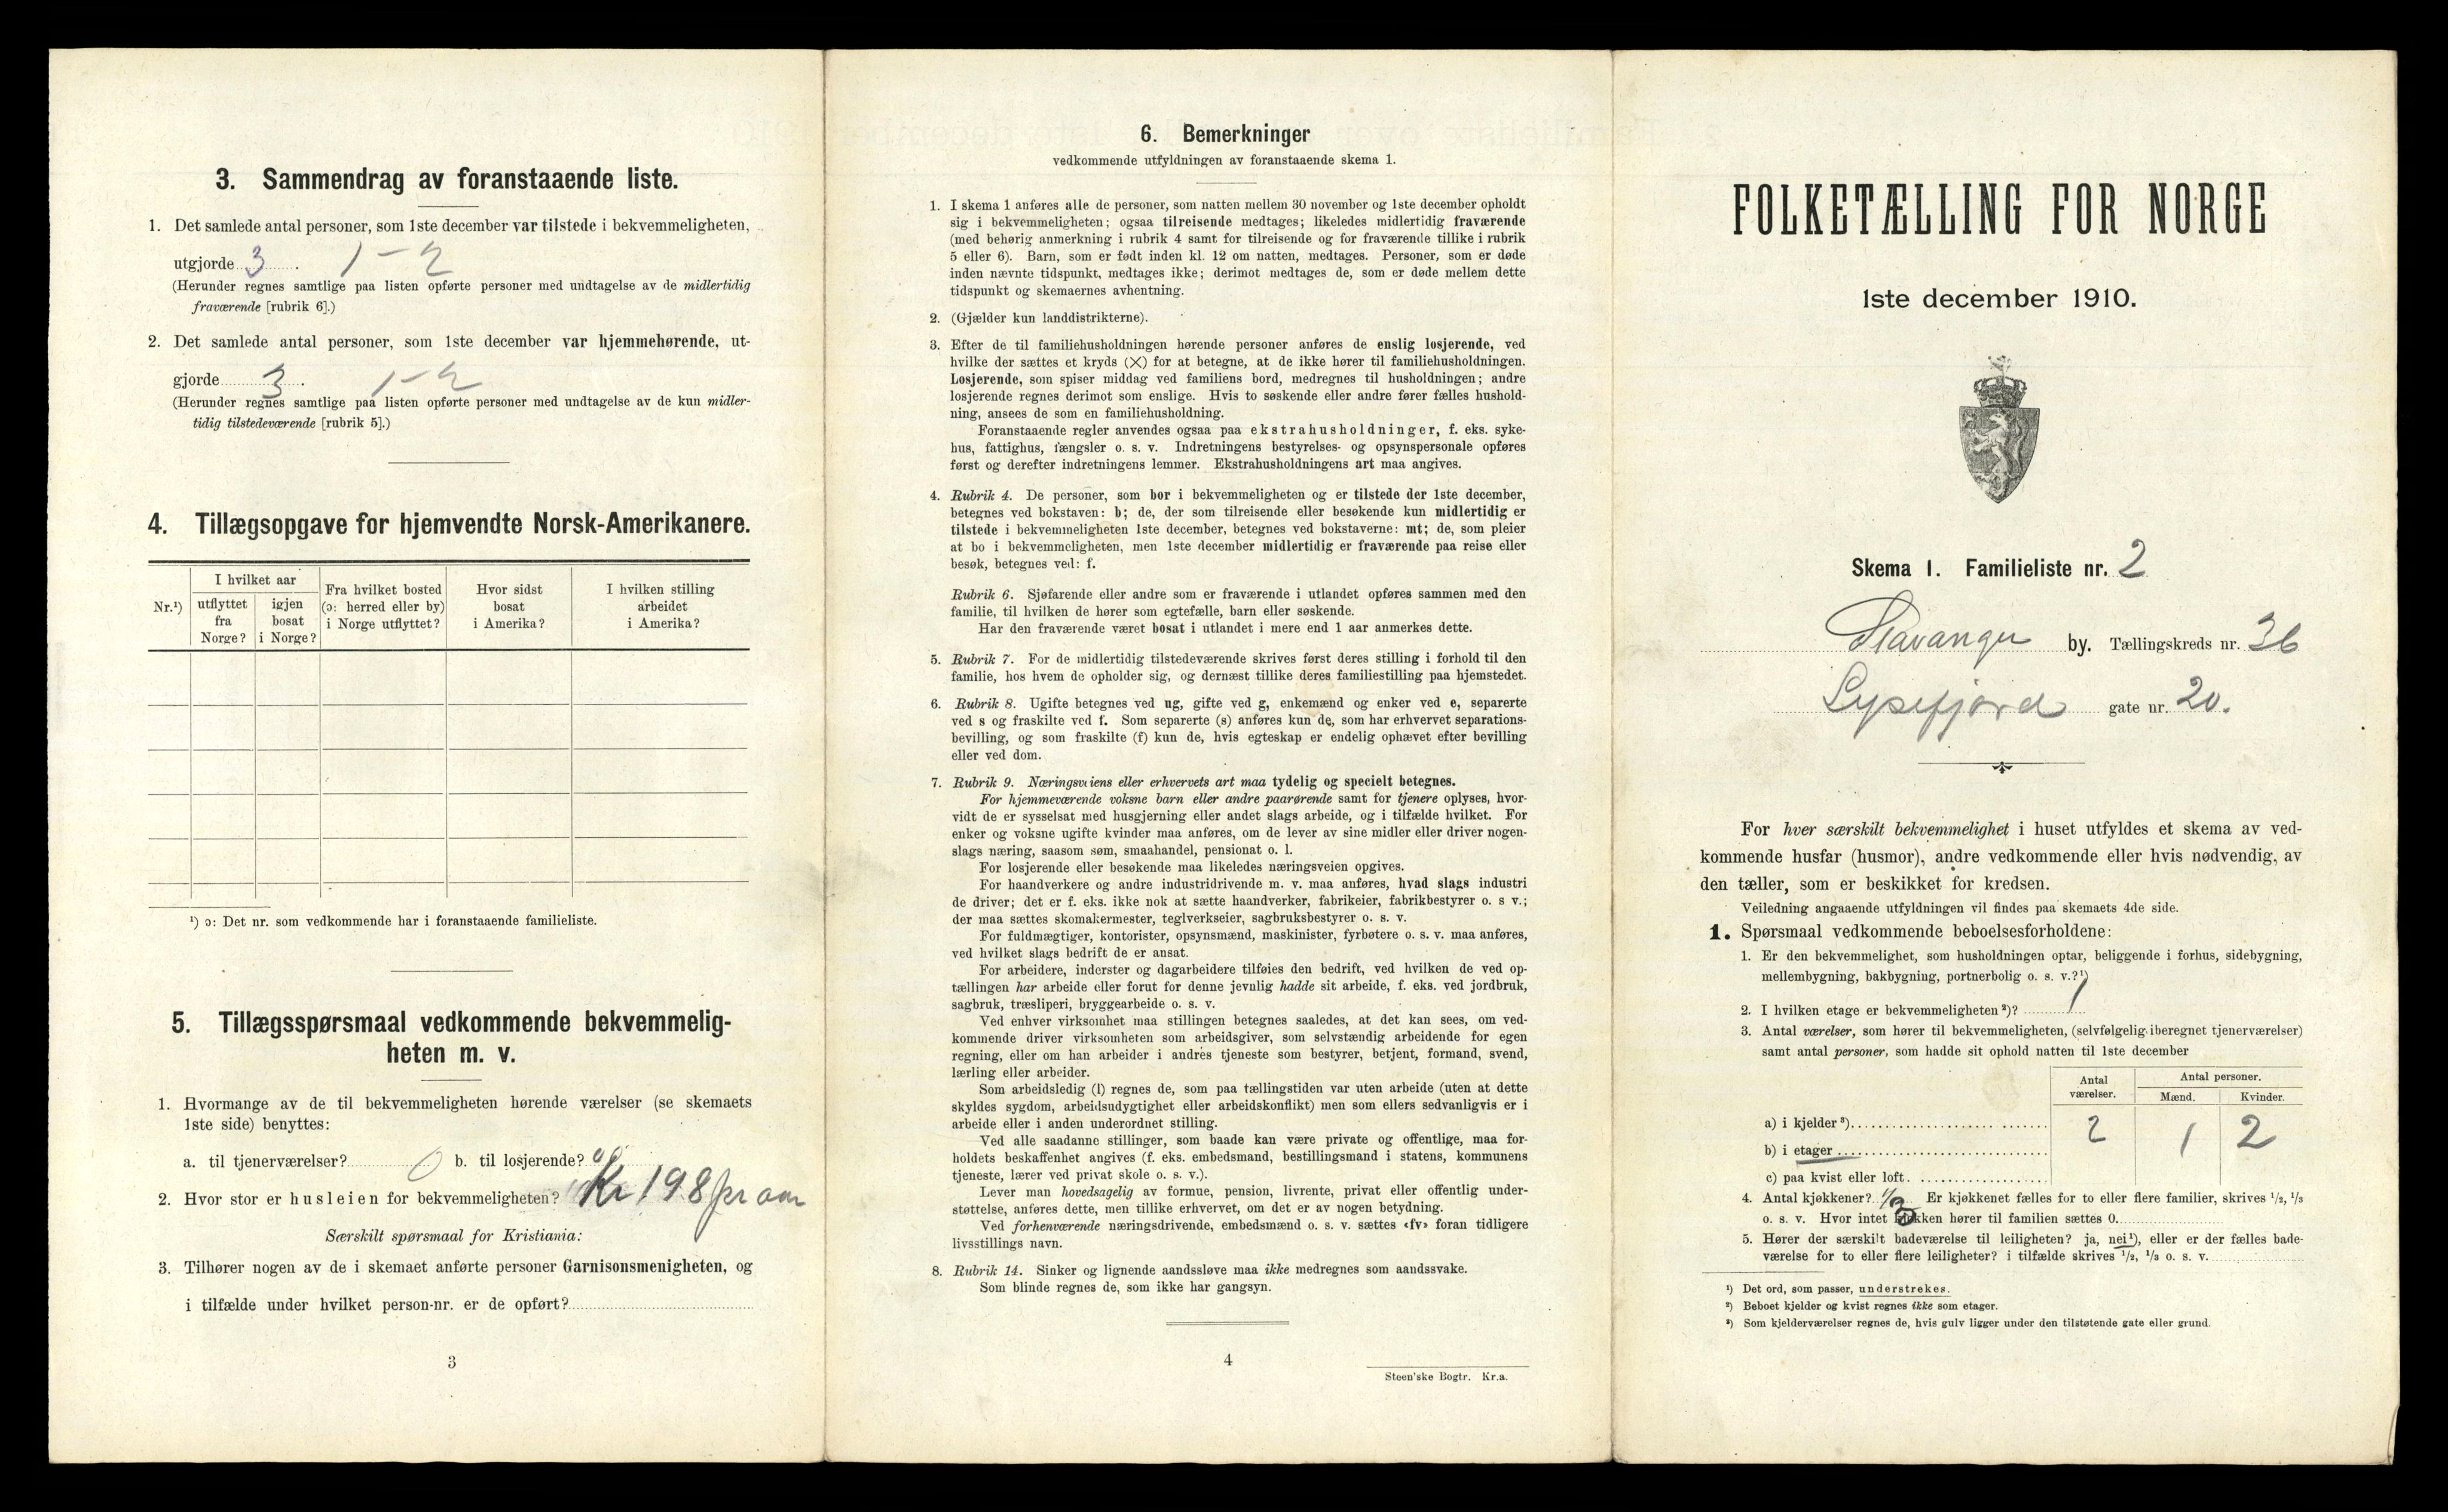 3. Sammendrag av foranstaaende liste.
1. Det samlede antal personer, som 1ste december var tilstede i bekvemmeligheten,
utgjorde 3. 1-2
(Herunder regnes samtlige paa listen opførte personer med undtagelse av de midlertidig
fraværende [rubrik 6].)
2. Det samlede antal personer, som 1ste december var hjemmehørende, ut-
gjorde 3. 1-2
(Herunder regnes samtlige paa listen opførte personer med undtagelse av de kun midler-
tidig tilstedeværende [rubrik 5].)
4. Tillægsopgave for hjemvendte Norsk-Amerikanere.
Nr.¹)
I hvilket aar
utflyttet
fra
Norge?
igjen
bosat
i Norge?
Fra hvilket bosted
(ɔ: herred eller by)
i Norge utflyttet?
Hvor sidst
bosat
i Amerika?
I hvilken stilling
arbeidet
i Amerika?
¹) ɔ: Det nr. som vedkommende har i foranstaaende familieliste.
5. Tillægsspørsmaal vedkommende bekvemmelig-
heten m. v.
1. Hvormange av de til bekvemmeligheten hørende værelser (se skemaets
1ste side) benyttes:
a. til tjenerværelser? 0 b. til losjerende? 0
2. Hvor stor er husleien for bekvemmeligheten? Kr 198 pr aar
Særskilt spørsmaal for Kristiania:
3. Tilhører nogen av de i skemaet anførte personer Garnisonsmenigheten, og
i tilfælde under hvilket person-nr. er de opført?
3
6. Bemerkninger
vedkommende utfyldningen av foranstaaende skema 1.
1. I skema 1 anføres alle de personer, som natten mellem 30 november og 1ste december opholdt
sig i bekvemmeligheten; ogsaa tilreisende medtages; likeledes midlertidig fraværende
(med behørig anmerkning i rubrik 4 samt for tilreisende og for fraværende tillike i rubrik
5 eller 6). Barn, som er født inden kl. 12 om natten, medtages. Personer, som er døde
inden nævnte tidspunkt, medtages ikke; derimot medtages de, som er døde mellem dette
tidspunkt og skemaernes avhentning.
2. (Gjælder kun landdistrikterne).
3. Efter de til familiehusholdningen hørende personer anføres de enslig losjerende, ved
hvilke der sættes et kryds (×) for at betegne, at de ikke hører til familiehusholdningen.
Losjerende, som spiser middag ved familiens bord, medregnes til husholdningen; andre
losjerende regnes derimot som enslige. Hvis to søskende eller andre fører fælles hushold-
ning, ansees de som en familiehusholdning.
Foranstaaende regler anvendes ogsaa paa ekstrahusholdninger, f. eks. syke-
hus, fattighus, fængsler o. s. v. Indretningens bestyrelses- og opsynspersonale opføres
først og derefter indretningens lemmer. Ekstrahusholdningens art maa angives.
4. Rubrik 4. De personer, som bor i bekvemmeligheten og er tilstede der 1ste december,
betegnes ved bokstaven: b; de, der som tilreisende eller besøkende kun midlertidig er
tilstede i bekvemmeligheten 1ste december, betegnes ved bokstaverne: mt; de, som pleier
at bo i bekvemmeligheten, men 1ste december midlertidig er fraværende paa reise eller
besøk, betegnes ved: f.
Rubrik 6. Sjøfarende eller andre som er fraværende i utlandet opføres sammen med den
familie, til hvilken de hører som egtefælle, barn eller søskende.
Har den fraværende været bosat i utlandet i mere end 1 aar anmerkes dette.
5. Rubrik 7. For de midlertidig tilstedeværende skrives først deres stilling i forhold til den
familie, hos hvem de opholder sig, og dernæst tillike deres familiestilling paa hjemstedet.
6. Rubrik 8. Ugifte betegnes ved ug, gifte ved g, enkemænd og enker ved e, separerte
ved s og fraskilte ved f. Som separerte (s) anføres kun de, som har erhvervet separations-
bevilling, og som fraskilte (f) kun de, hvis egteskap er endelig ophævet efter bevilling
eller ved dom.
7. Rubrik 9. Næringsveiens eller erhvervets art maa tydelig og specielt betegnes.
For hjemmeværende voksne barn eller andre paarørende samt for tjenere oplyses, hvor-
vidt de er sysselsat med husgjerning eller andet slags arbeide, og i tilfælde hvilket. For
enker og voksne ugifte kvinder maa anføres, om de lever av sine midler eller driver nogen-
slags næring, saasom søm, smaahandel, pensionat o. l.
For losjerende eller besøkende maa likeledes næringsveien opgives.
For haandverkere og andre industridrivende m. v. maa anføres, hvad slags industri
de driver; det er f. eks. ikke nok at sætte haandverker, fabrikeier, fabrikbestyrer o. s v.;
der maa sættes skomakermester, teglverkseier, sagbruksbestyrer o. s. v.
For fuldmægtiger, kontorister, opsynsmænd, maskinister, fyrbøtere o. s. v. maa anføres,
ved hvilket slags bedrift de er ansat.
For arbeidere, inderster og dagarbeidere tilføies den bedrift, ved hvilken de ved op-
tællingen har arbeide eller forut for denne jevnlig hadde sit arbeide, f. eks. ved jordbruk,
sagbruk, træsliperi, bryggearbeide o. s. v.
Ved enhver virksomhet maa stillingen betegnes saaledes, at det kan sees, om ved-
kommende driver virksomheten som arbeidsgiver, som selvstændig arbeidende for egen
regning, eller om han arbeider i andres tjeneste som bestyrer, betjent, formand, svend,
lærling eller arbeider.
Som arbeidsledig (l) regnes de, som paa tællingstiden var uten arbeide (uten at dette
skyldes sygdom, arbeidsudygtighet eller arbeidskonflikt) men som ellers sedvanligvis er i
arbeide eller i anden underordnet stilling.
Ved alle saadanne stillinger, som baade kan være private og offentlige, maa for-
holdets beskaffenhet angives (f. eks. embedsmand, bestillingsmand i statens, kommunens
tjeneste, lærer ved privat skole o. s. v.).
Lever man hovedsagelig av formue, pension, livrente, privat eller offentlig under-
støttelse, anføres dette, men tillike erhvervet, om det er av nogen betydning.
Ved forhenværende næringsdrivende, embedsmænd o. s. v. sættes «fv» foran tidligere
livsstillings navn.
8. Rubrik 14. Sinker og lignende aandssløve maa ikke medregnes som aandssvake.
Som blinde regnes de, som ikke har gangsyn.
4
Steen'ske Bogtr. Kr.a.
FOLKETÆLLING FOR NORGE
1ste december 1910.
Skema 1. Familieliste nr. 2
Stavanger by. Tællingskreds nr. 36
Lysefjord gate nr. 20.
For hver særskilt bekvemmelighet i huset utfyldes et skema av ved-
kommende husfar (husmor), andre vedkommende eller hvis nødvendig, av
den tæller, som er beskikket for kredsen.
Veiledning angaaende utfyldningen vil findes paa skemaets 4de side.
1. Spørsmaal vedkommende beboelsesforholdene:
1. Er den bekvemmelighet, som husholdningen optar, beliggende i forhus, sidebygning,
mellembygning, bakbygning, portnerbolig o. s. v.?¹)
2. I hvilken etage er bekvemmeligheten²)? 1
3. Antal værelser, som hører til bekvemmeligheten, (selvfølgelig iberegnet tjenerværelser)
samt antal personer, som hadde sit ophold natten til 1ste december
Antal
værelser.
Antal personer.
Mænd. Kvinder.
a) i kjelder³)
b) i etager 2 1 2
c) paa kvist eller loft.
4. Antal kjøkkener? 1/3 Er kjøkkenet fælles for to eller flere familier, skrives ¹/₂, ¹/₃
o. s. v. Hvor intet kjøkken hører til familien sættes 0.
5. Hører der særskilt badeværelse til leiligheten? ja, nei¹), eller er der fælles bade-
værelse for to eller flere leiligheter? i tilfælde skrives ¹/₂, ¹/₃ o. s. v.
¹) Det ord, som passer, understrekes.
²) Beboet kjelder og kvist regnes ikke som etager.
³) Som kjelderværelser regnes de, hvis gulv ligger under den tilstøtende gate eller grund.